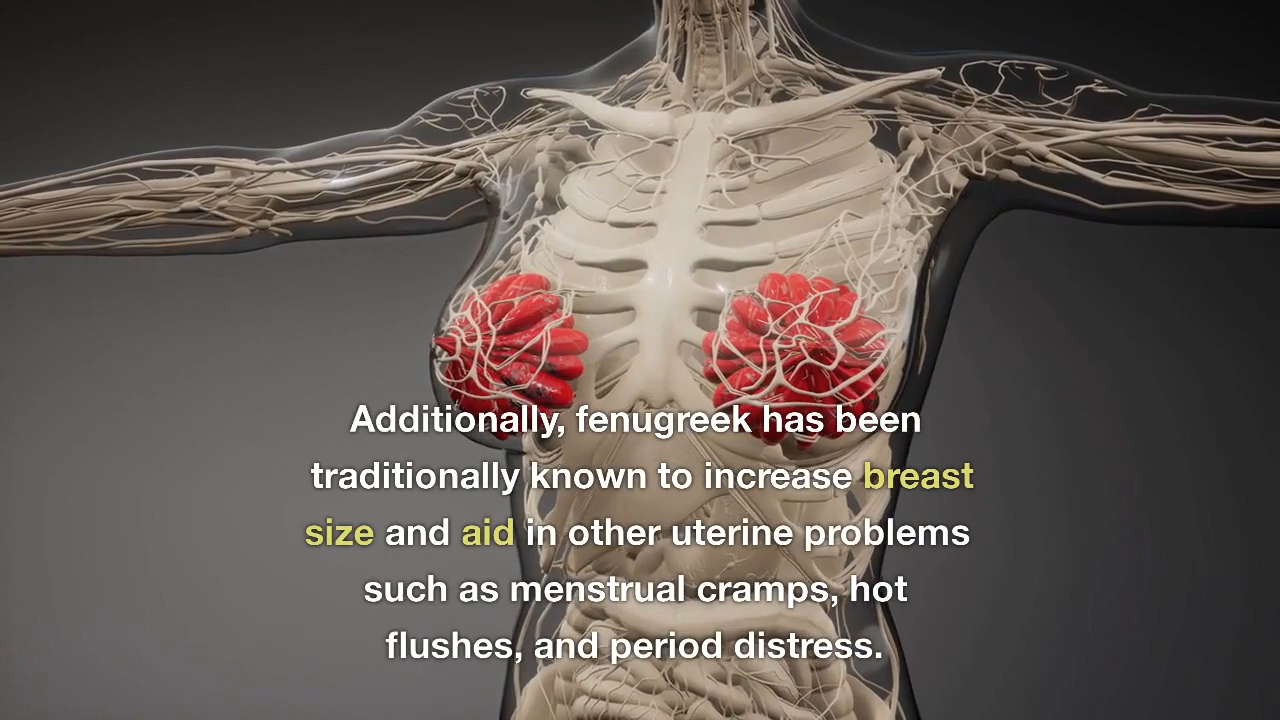 Additionally, fenugreek has been
traditionally known to increase breast
size and aid in other uterine problems
such as menstrual cramps, hot
flushes, and period distress.